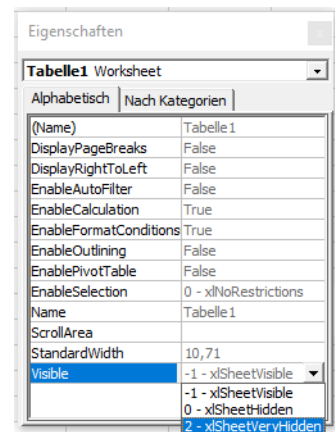 Eigenschaften
Tabelle1 Worksheet
Alphabetisch Nach Kategorien
(Name) Tabelle1
DisplayPageBreaks False
DisplayRightToLeft False
EnableAutoFilter False
EnableCalculation True
EnableFormatConditions True
EnableOutlining False
EnablePivotTable False
EnableSelection 0 - xlNoRestrictions
Name Tabelle1
ScrollArea
StandardWidth 10,71
Visible -1 - xlSheetVisible
-1 - xlSheetVisible
0 - xlSheetHidden
2 - xlSheetVeryHidden